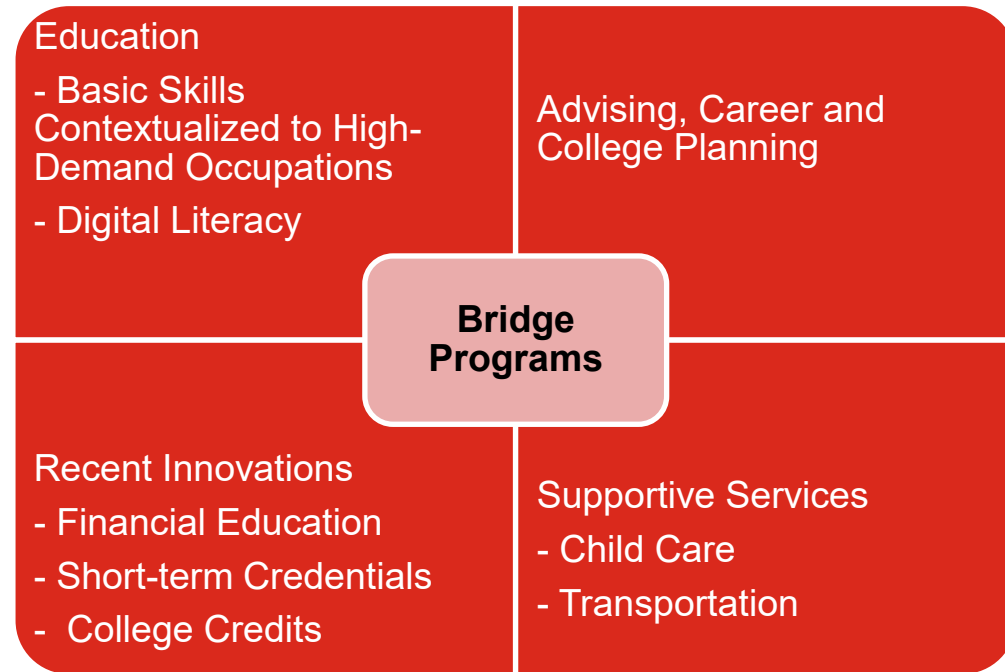 Education
- Basic Skills
Contextualized to High-
Demand Occupations
- Digital Literacy
Advising, Career and
College Planning
Bridge
Programs
Recent Innovations
- Financial Education
- Short-term Credentials
-  College Credits
Supportive Services
- Child Care
- Transportation